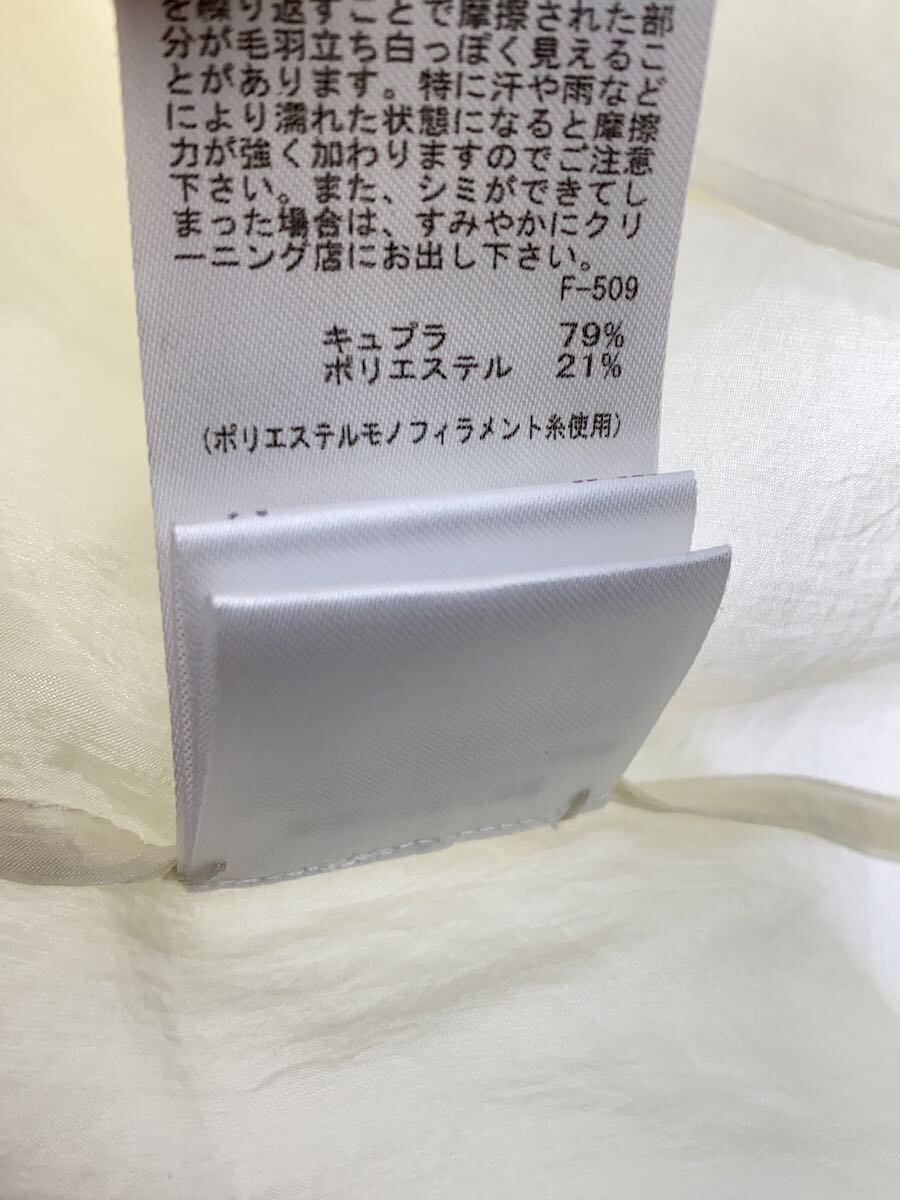 を繰り返すことで摩擦された部
分が毛羽立ち白っぽく見えるこ
とがあります。特に汗や雨など
により濡れた状態になると摩擦
力が強く加わりますのでご注意
下さい。また、シミができてし
まった場合は、すみやかにクリ
ーニング店にお出し下さい。
F-509
キュプラ 79%
ポリエステル 21%
(ポリエステルモノフィラメント糸使用)